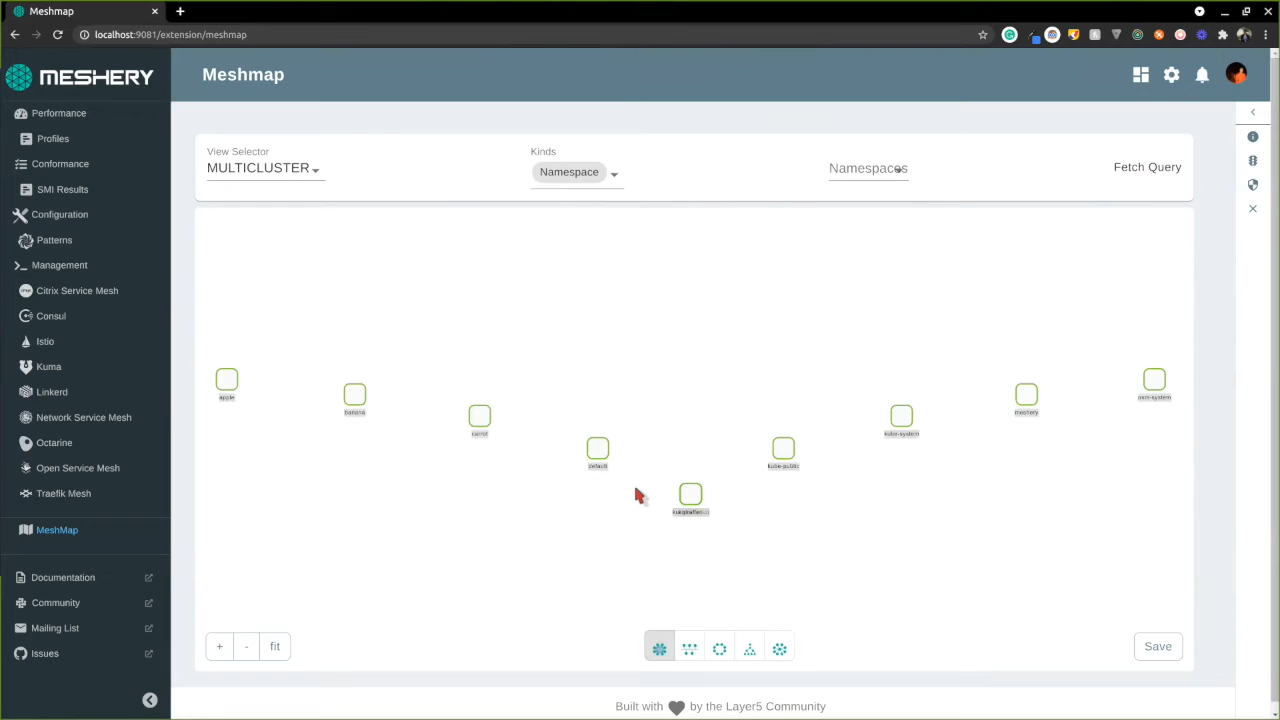 Meshmap
localhost:9081/extension/meshmap
MESHERY
Meshmap
Performance
Profiles
Conformance
SMI Results
Configuration
Patterns
Management
Citrix Service Mesh
Consul
Istio
Kuma
Linkerd
Network Service Mesh
Octarine
Open Service Mesh
Traefik Mesh
MeshMap
Documentation
Community
Mailing List
Issues
View Selector
MULTICLUSTER
Kinds
Namespace
Namespaces
Fetch Query
apple
banana
carrot
default
kube-public
kube-system
meshery
osm-system
+
-
fit
Save
Built with by the Layer5 Community